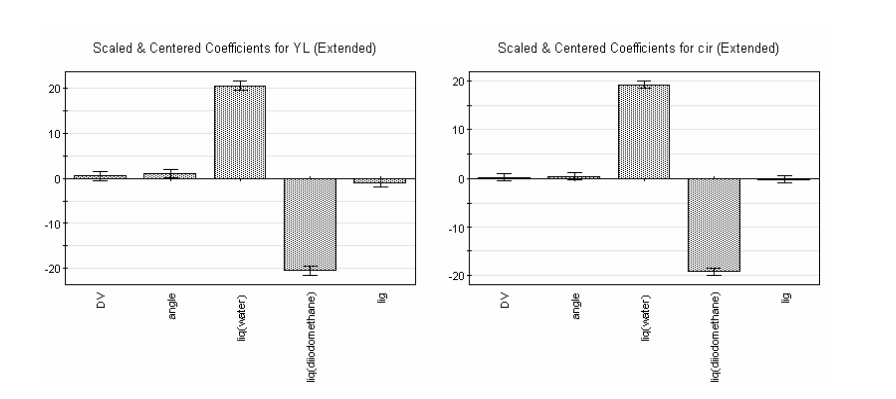 Scaled & Centered Coefficients for YL (Extended)
20
10
0
-10
-20
DV
angle
liq(water)
liq(diiodomethane)
lig
Scaled & Centered Coefficients for cir (Extended)
20
10
0
-10
-20
DV
angle
liq(water)
liq(diiodomethane)
lig